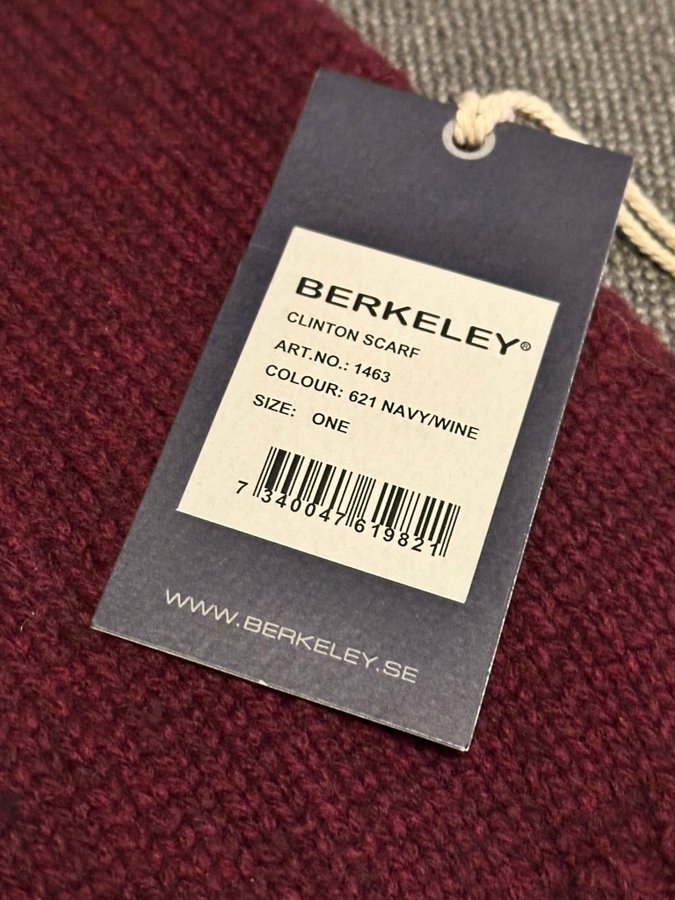 BERKELEY®
CLINTON SCARF
ART.NO.: 1463
COLOUR: 621 NAVY/WINE
SIZE: ONE
7 340047 619821
WWW.BERKELEY.SE